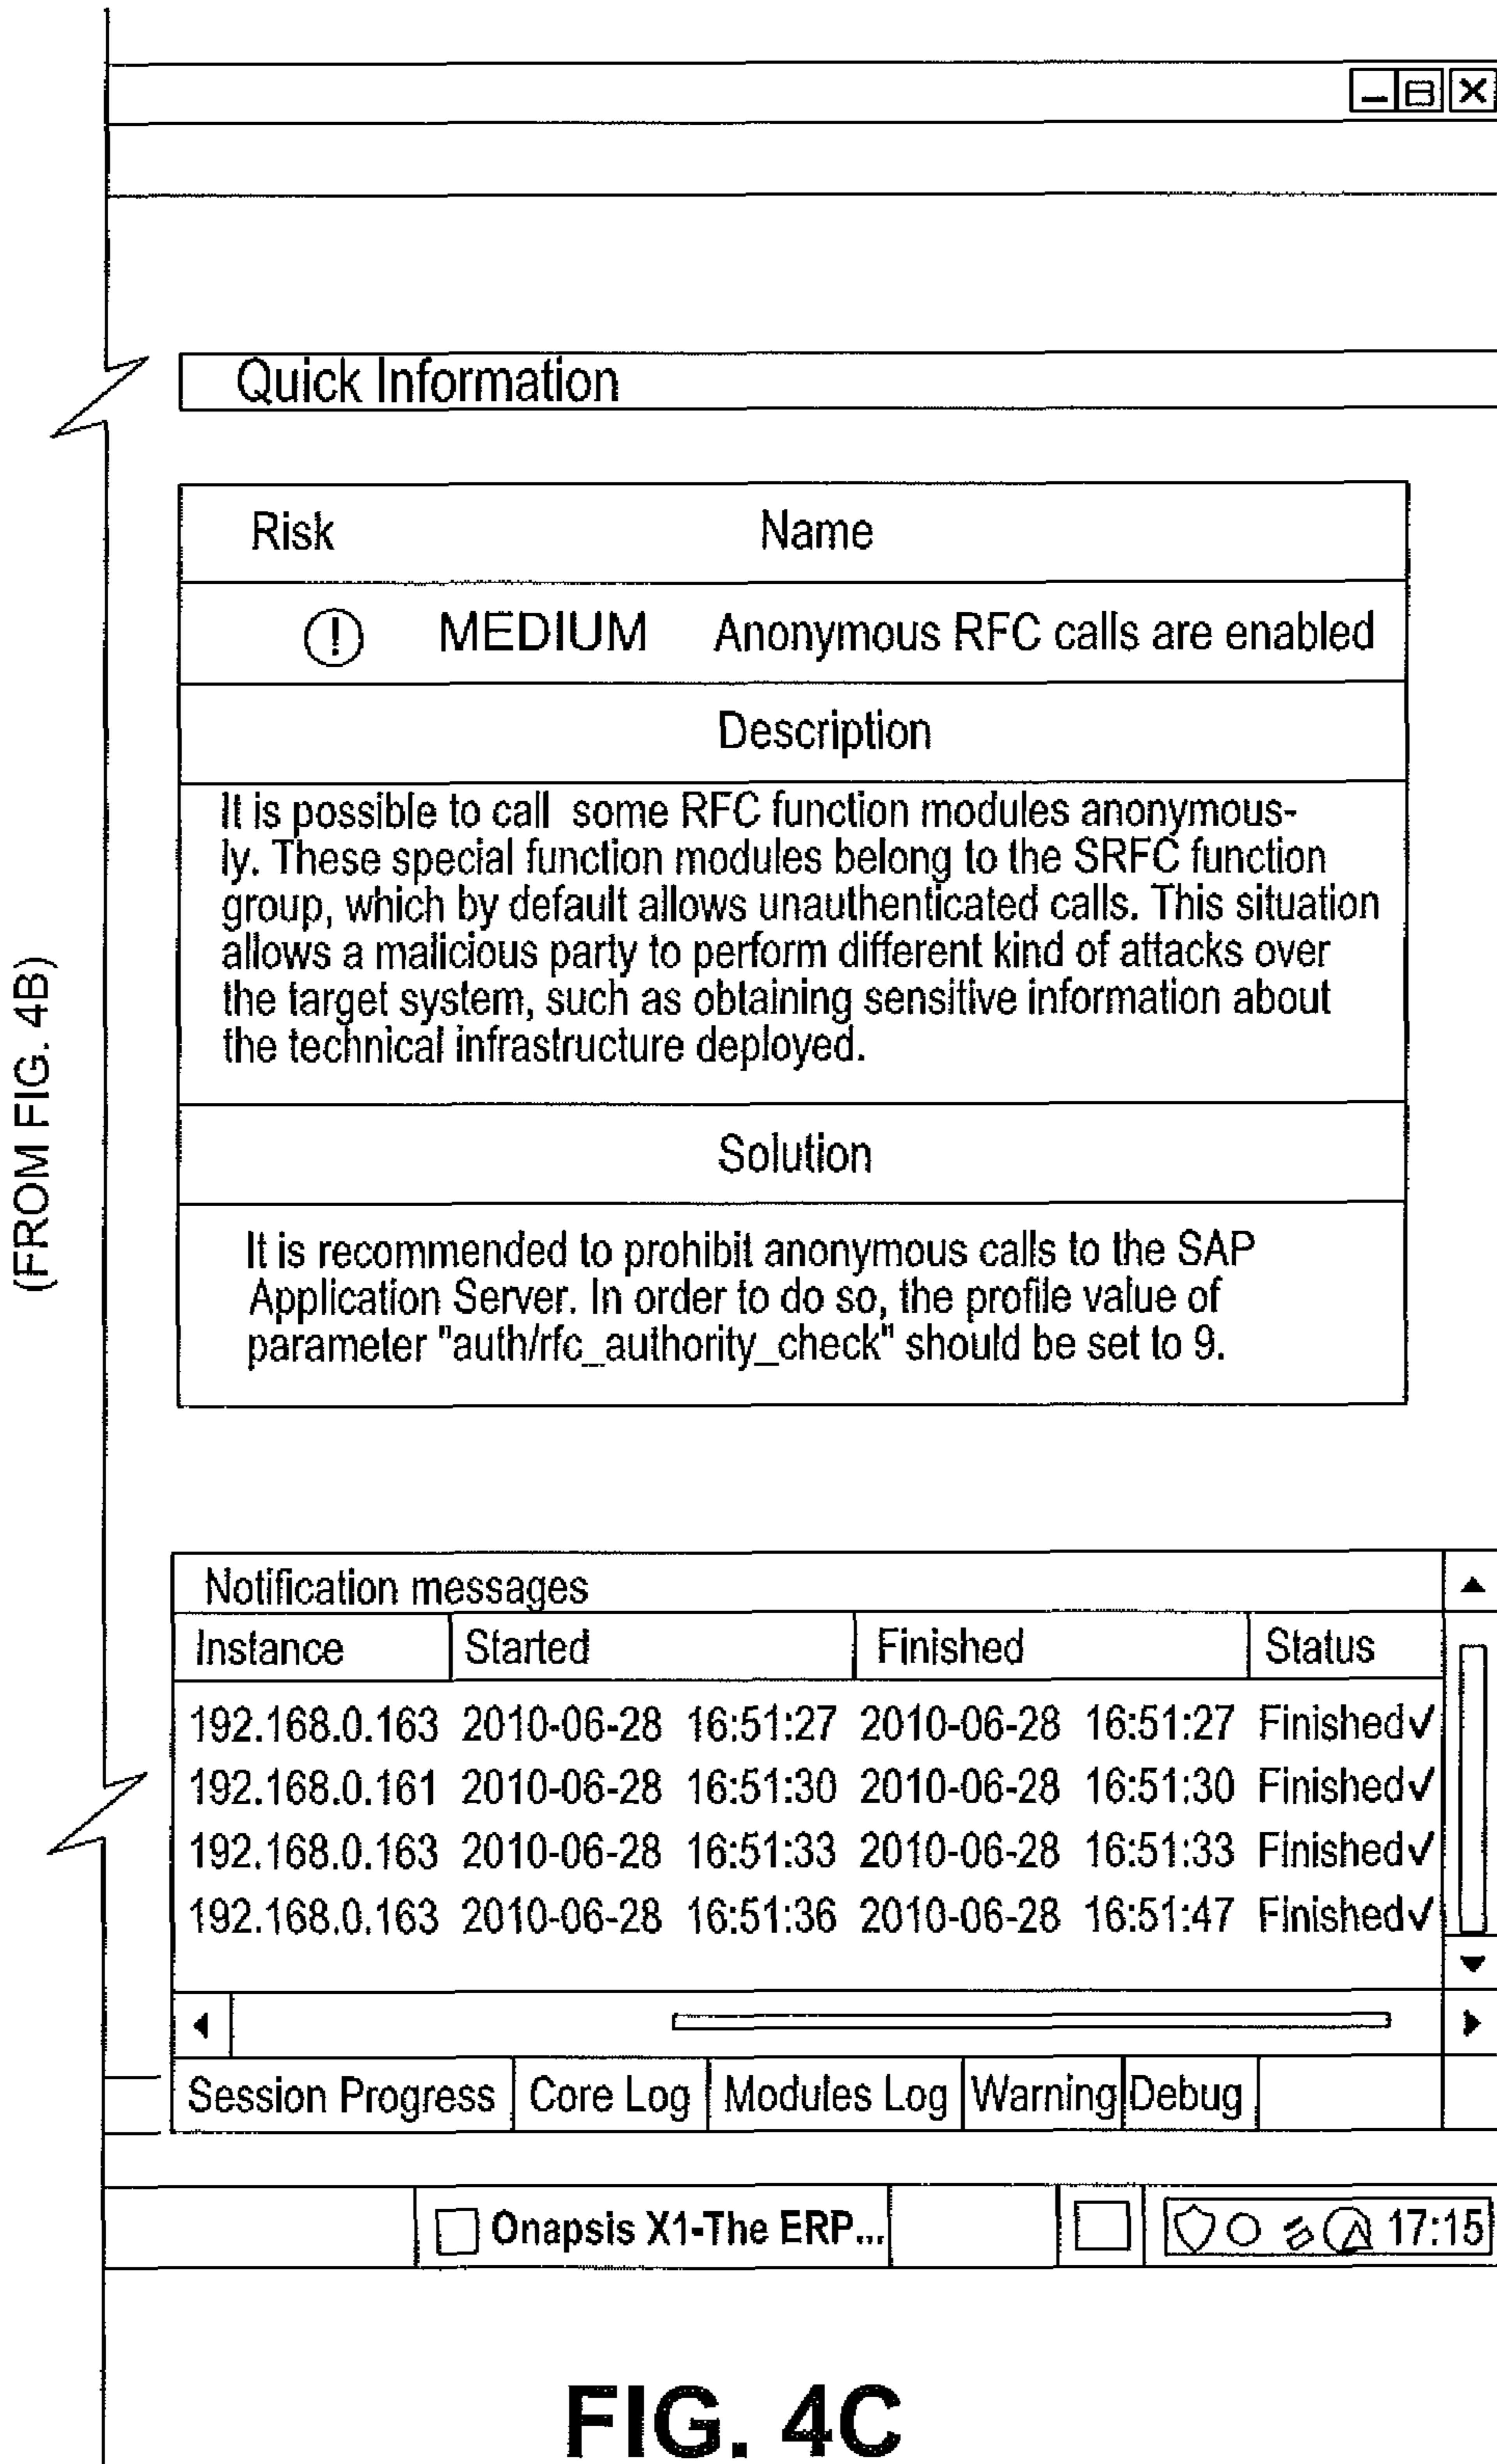 (FROM FIG. 4B)
Quick Information
Risk Name
MEDIUM Anonymous RFC calls are enabled
Description
It is possible to call some RFC function modules anonymous-
ly. These special function modules belong to the SRFC function
group, which by default allows unauthenticated calls. This situation
allows a malicious party to perform different kind of attacks over
the target system, such as obtaining sensitive information about
the technical infrastructure deployed.
Solution
It is recommended to prohibit anonymous calls to the SAP
Application Server. In order to do so, the profile value of
parameter "auth/rfc_authority_check" should be set to 9.
Notification messages
Instance Started Finished Status
192.168.0.163 2010-06-28 16:51:27 2010-06-28 16:51:27 Finished✓
192.168.0.161 2010-06-28 16:51:30 2010-06-28 16:51:30 Finished✓
192.168.0.163 2010-06-28 16:51:33 2010-06-28 16:51:33 Finished✓
192.168.0.163 2010-06-28 16:51:36 2010-06-28 16:51:47 Finished✓
Session Progress Core Log Modules Log Warning Debug
Onapsis X1-The ERP... 17:15
FIG. 4C